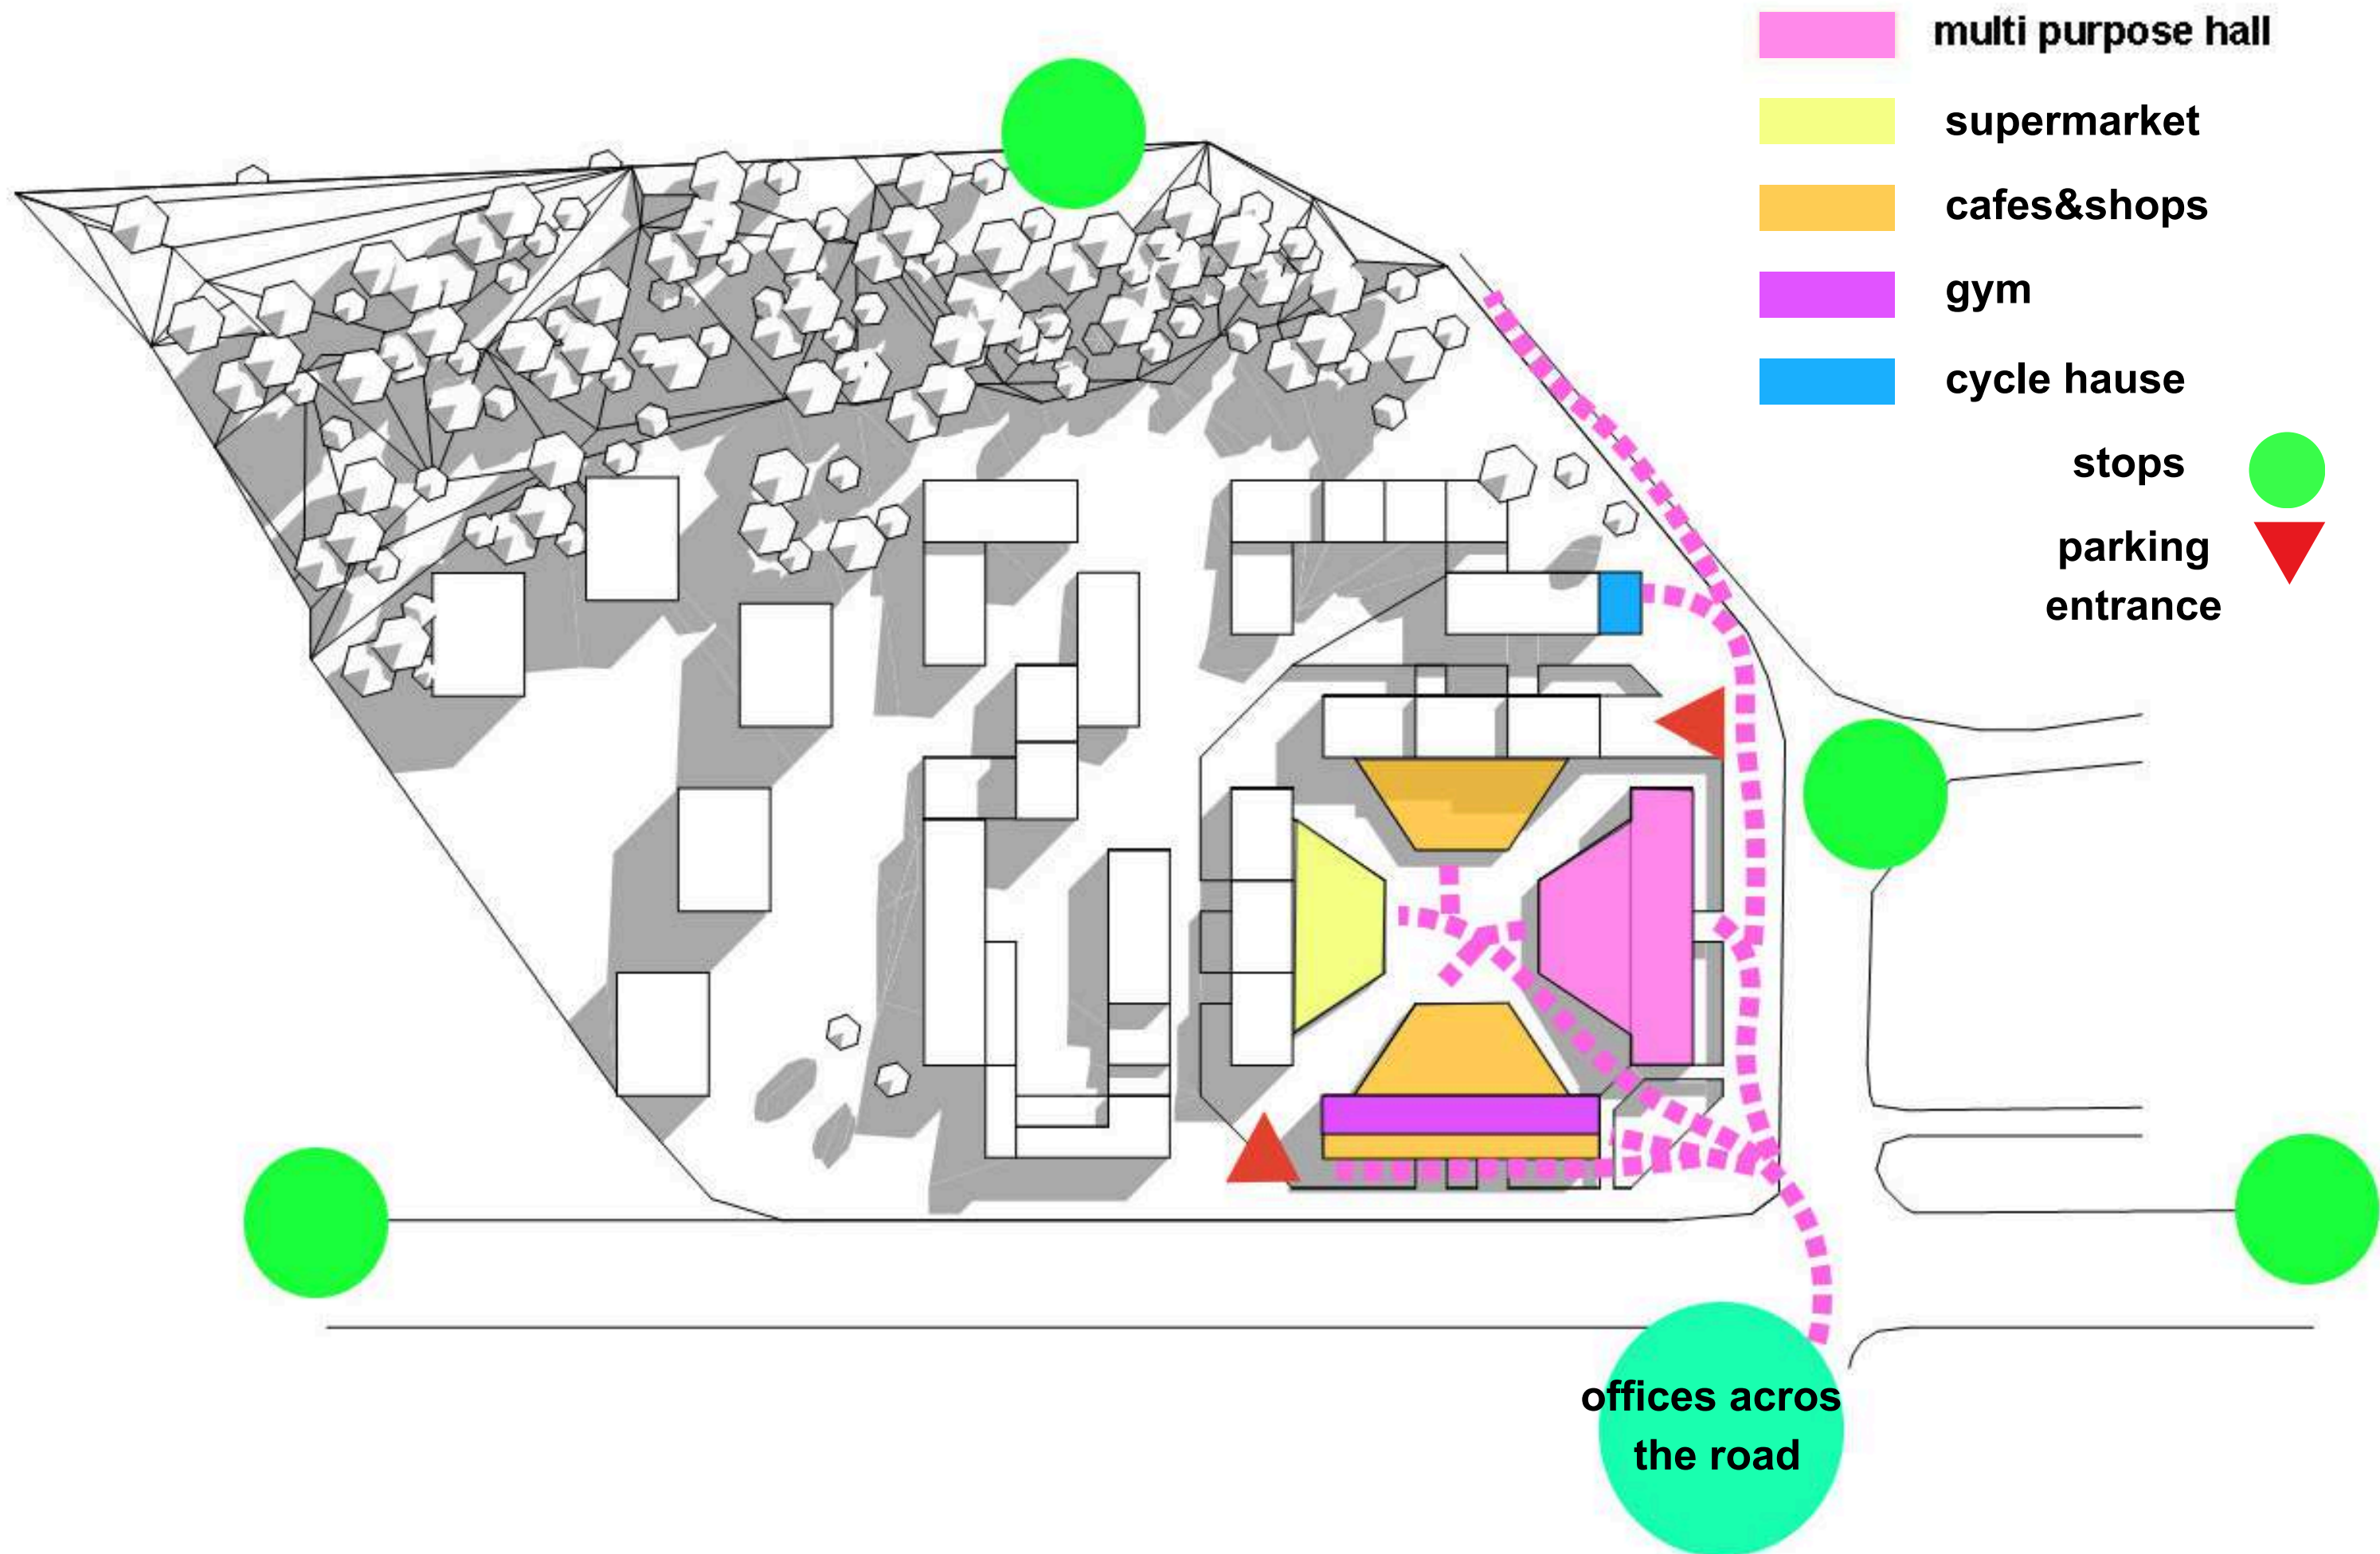 multi purpose hall
supermarket
cafes&shops
gym
cycle hause
stops
parking
entrance
offices acros
the road